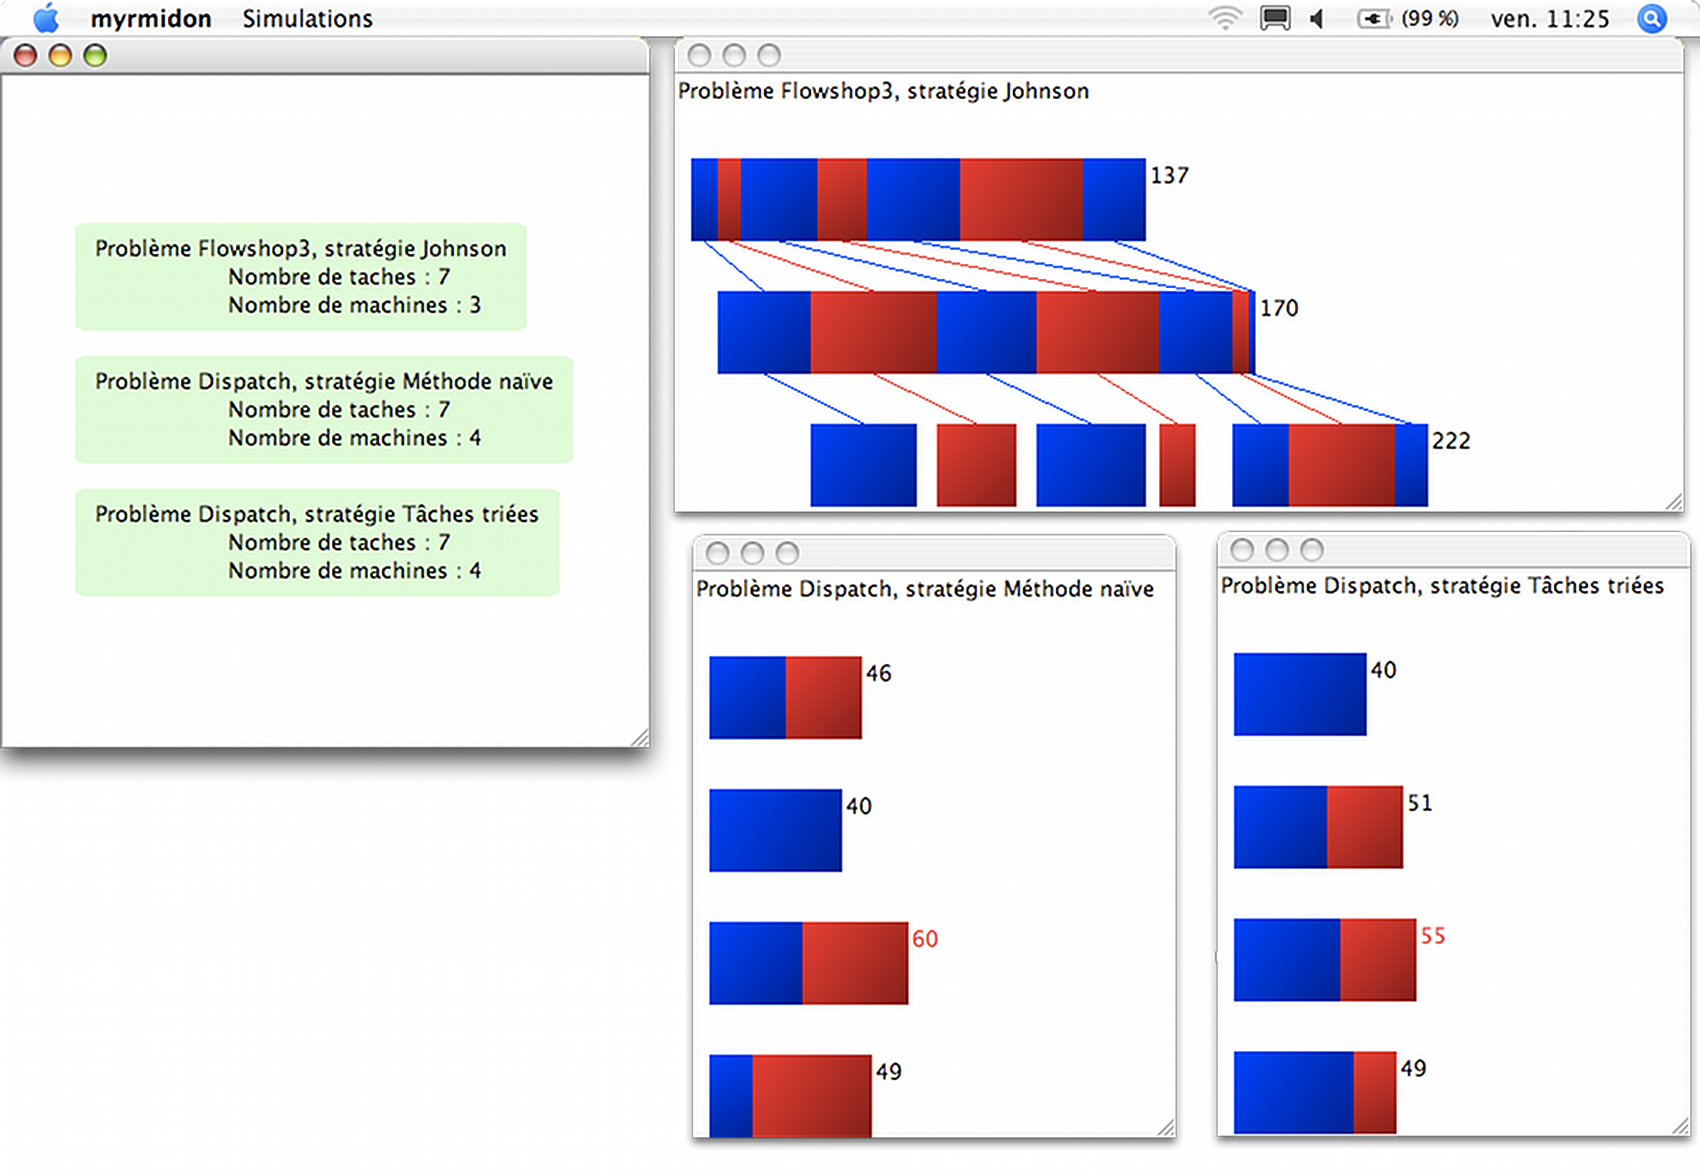 myrmidon Simulations (99 %) ven. 11:25
Problème Flowshop3, stratégie Johnson
Nombre de taches : 7
Nombre de machines : 3
Problème Dispatch, stratégie Méthode naïve
Nombre de taches : 7
Nombre de machines : 4
Problème Dispatch, stratégie Tâches triées
Nombre de taches : 7
Nombre de machines : 4
Problème Flowshop3, stratégie Johnson
137
170
222
Problème Dispatch, stratégie Méthode naïve
46
40
60
49
Problème Dispatch, stratégie Tâches triées
40
51
55
49